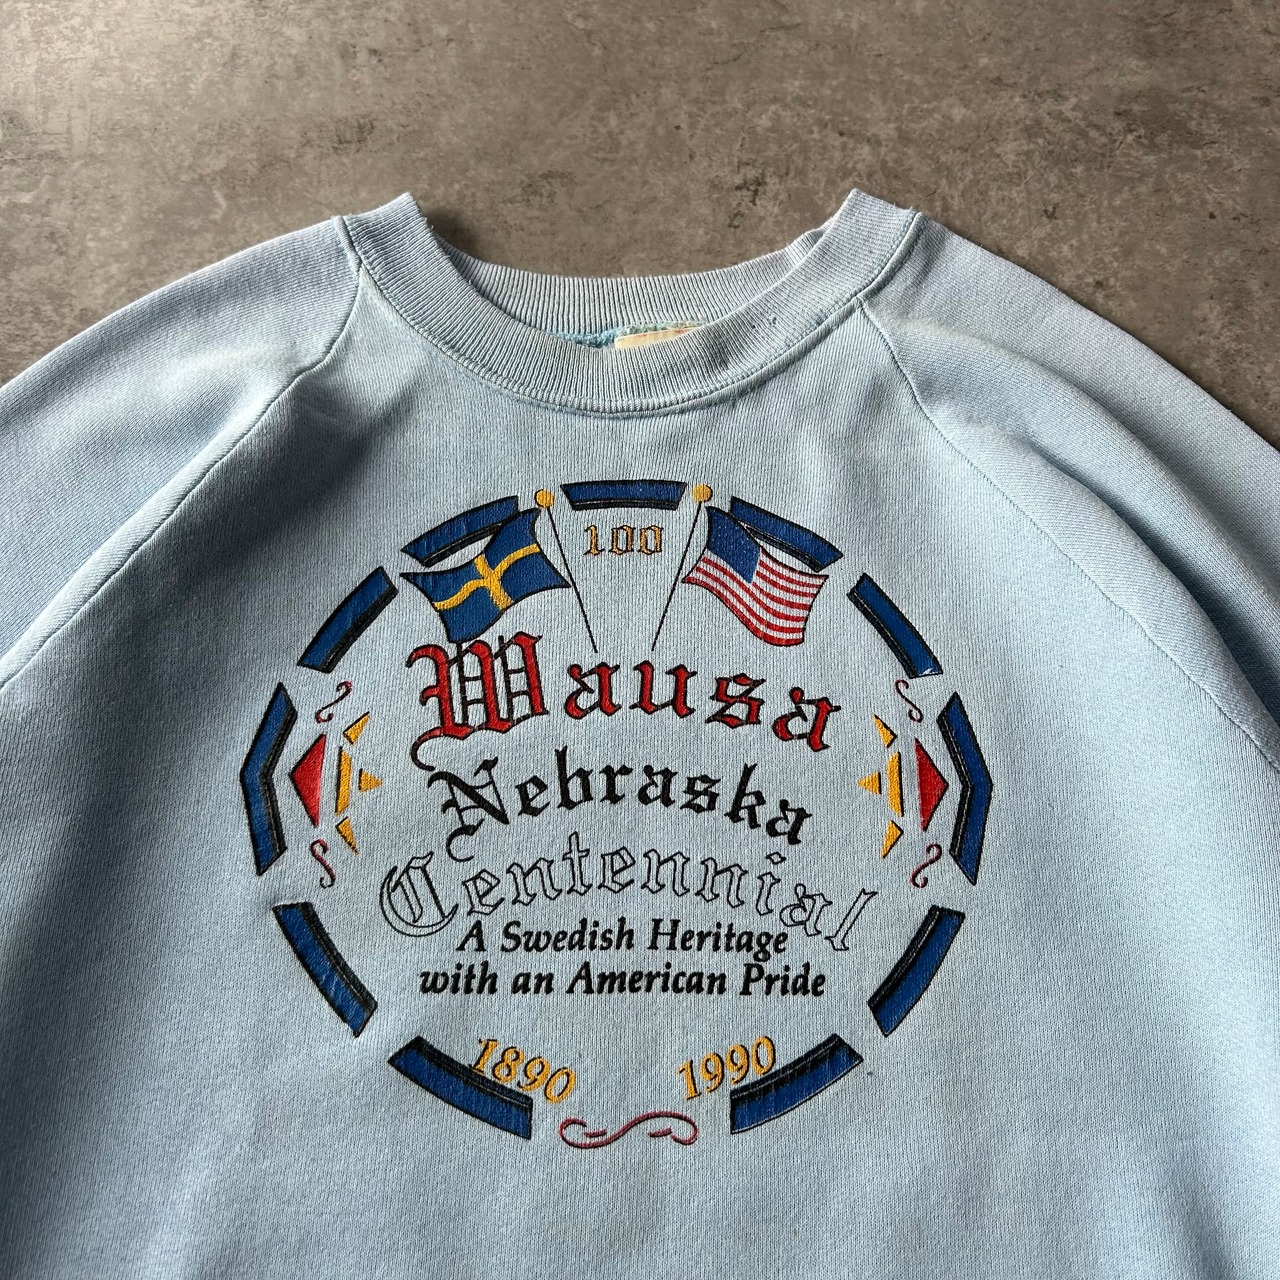 100
Wausa
Nebraska
Centennial
A Swedish Heritage
with an American Pride
1890 1990